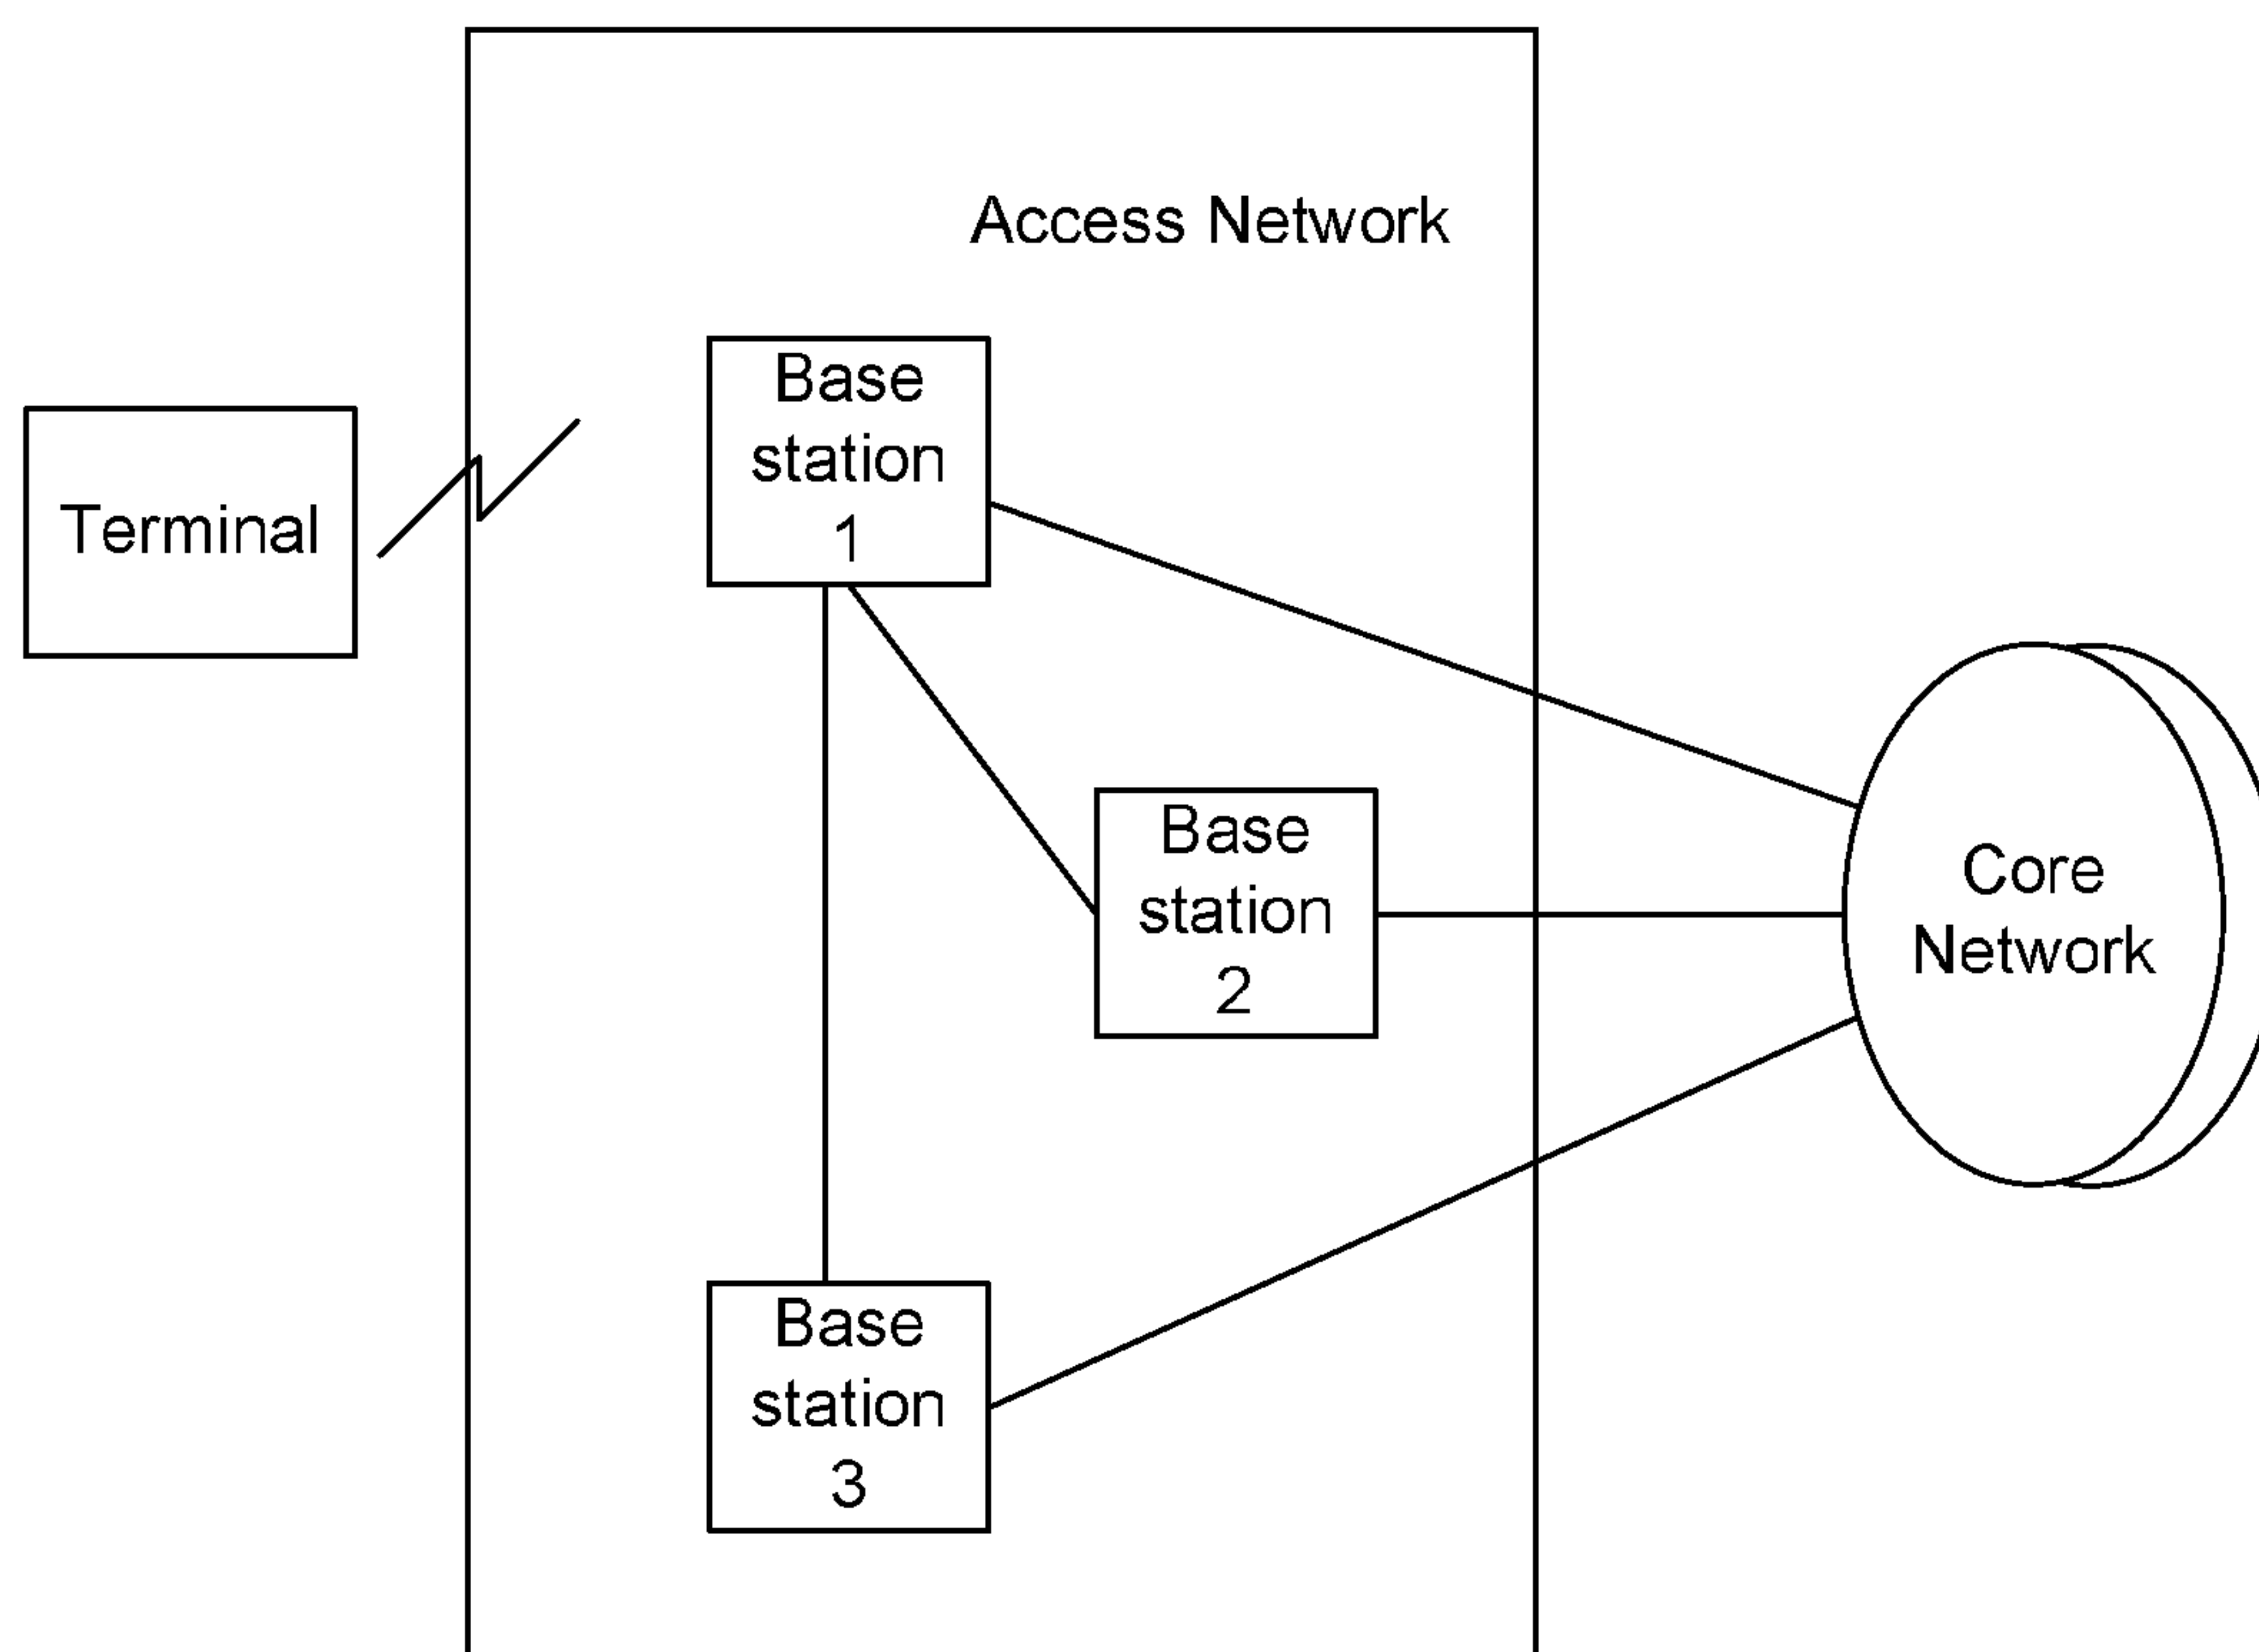 Access Network
Base
station
1
Terminal
Base
station
2
Core
Network
Base
station
3